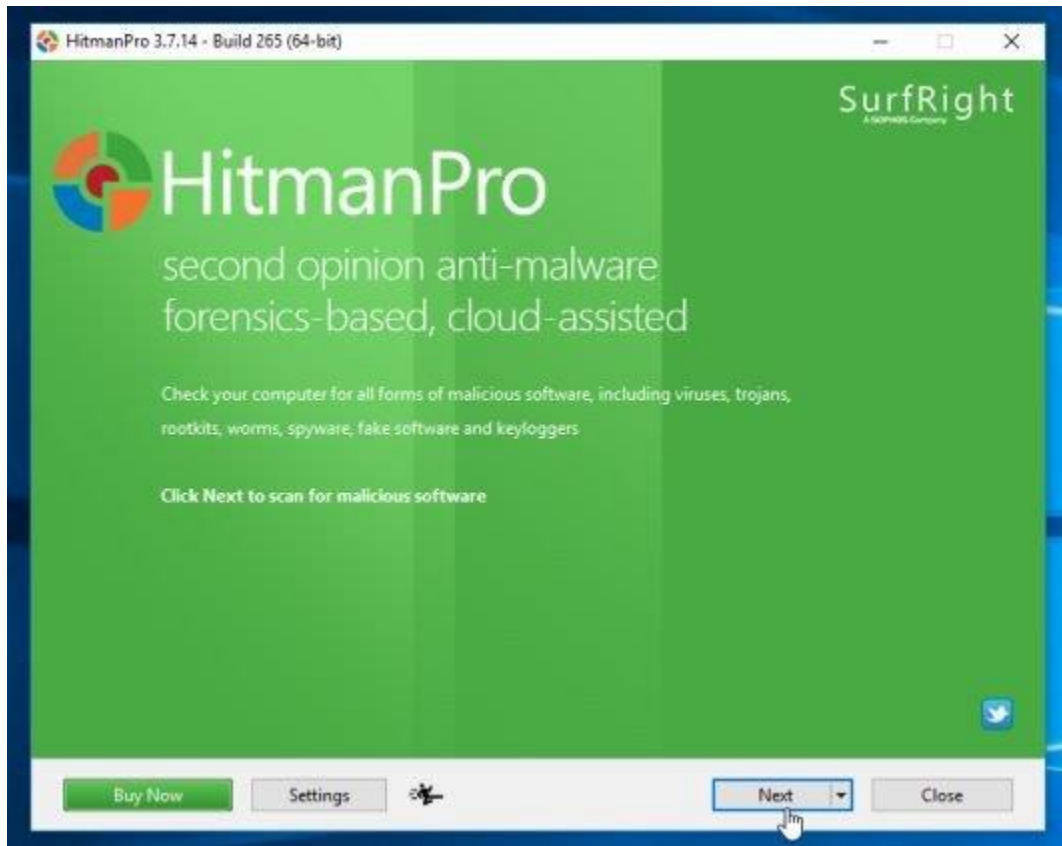 HitmanPro 3.7.14 - Build 265 (64-bit)
SurfRight
A SOPHOS Company
HitmanPro
second opinion anti-malware
forensics-based, cloud-assisted
Check your computer for all forms of malicious software, including viruses, trojans,
rootkits, worms, spyware, fake software and keyloggers
Click Next to scan for malicious software
Buy Now
Settings
Next
Close